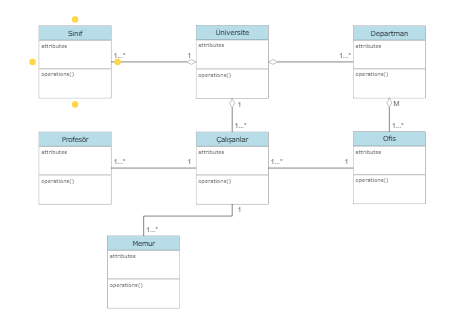 Sınıf
attributes
operations()
1...*
1
Üniversite
attributes
operations()
1...*
Departman
attributes
operations()
1
1...*
M
1...*
Profesör
attributes
operations()
1...*
1
Çalışanlar
attributes
operations()
1...*
1
Ofis
attributes
operations()
1
1...*
Memur
attributes
operations()